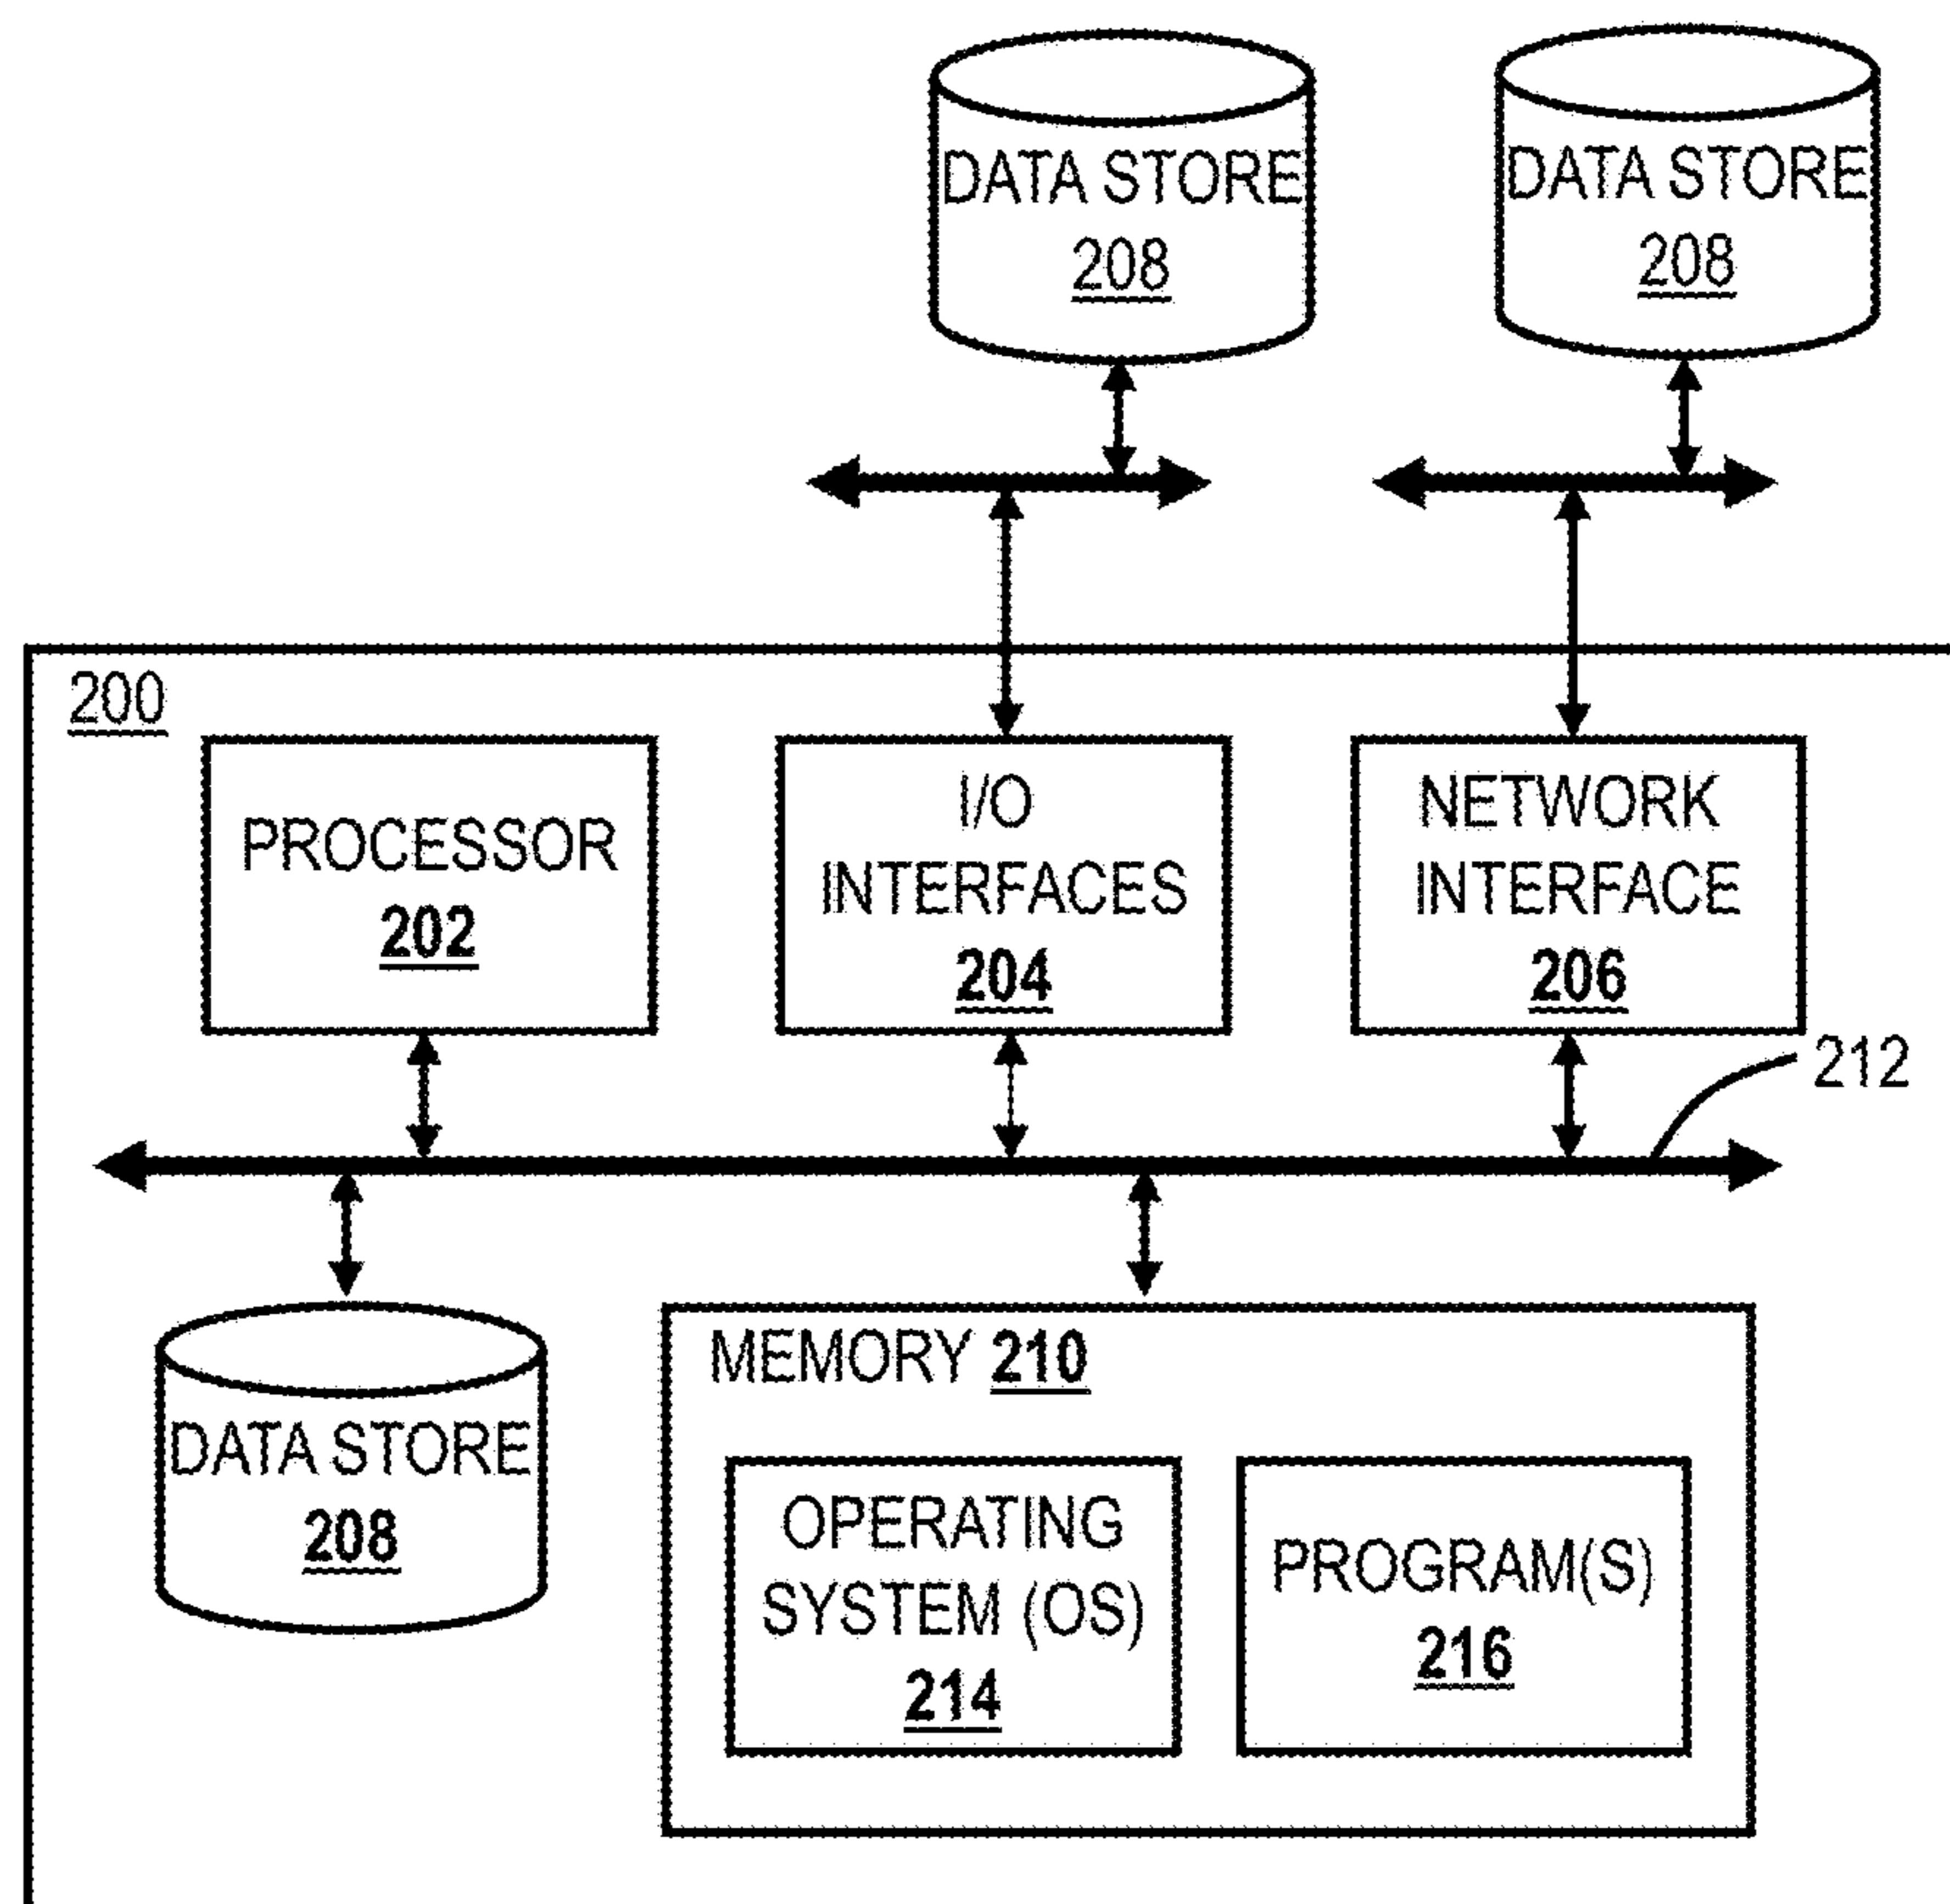 DATA STORE
208
DATA STORE
208
200
PROCESSOR
202
I/O
INTERFACES
204
NETWORK
INTERFACE
206
212
DATA STORE
208
MEMORY 210
OPERATING
SYSTEM (OS)
214
PROGRAM(S)
216